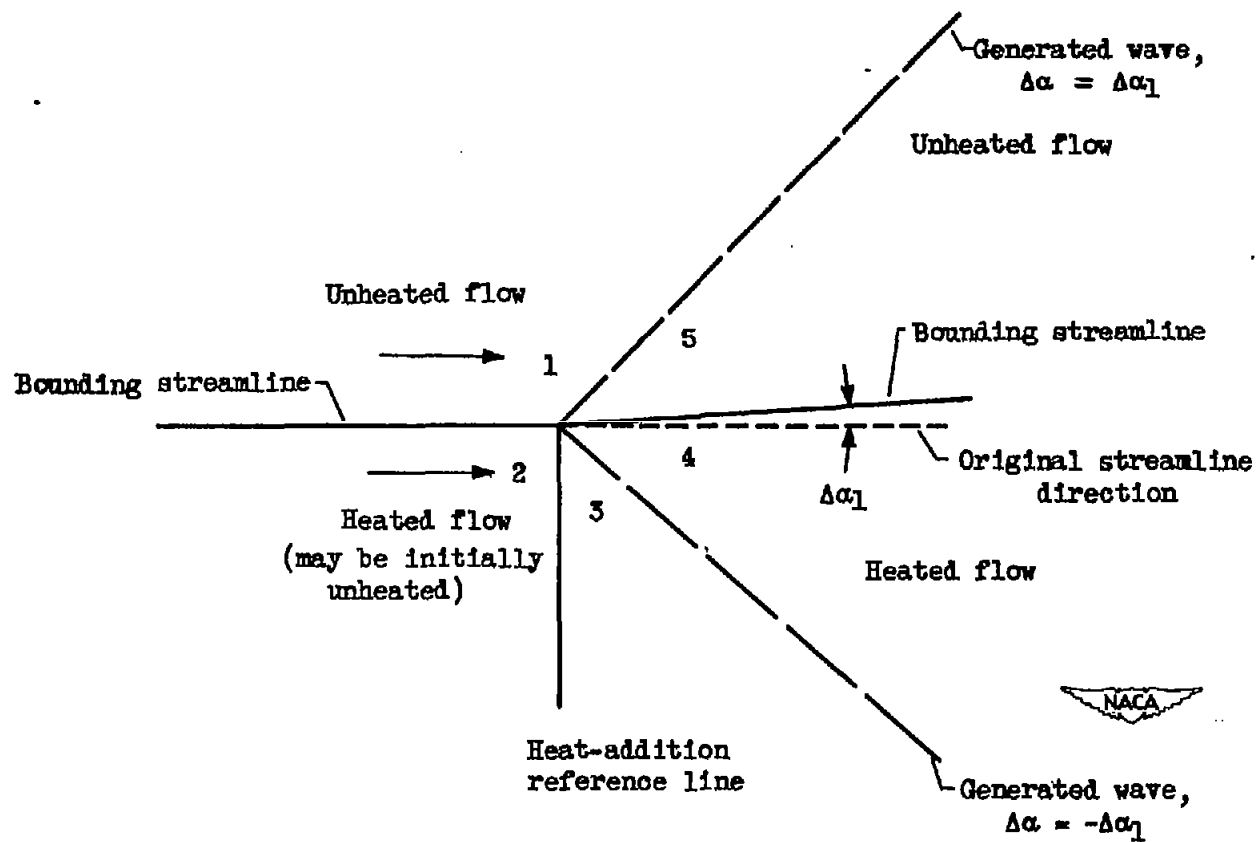 Generated wave,
Δα = Δα1
Unheated flow
Unheated flow
5
Bounding streamline
1
Bounding streamline
2
4
Original streamline
direction
Δα1
3
Heated flow
(may be initially
unheated)
Heated flow
NACA
Heat-addition
reference line
Generated wave,
Δα = -Δα1